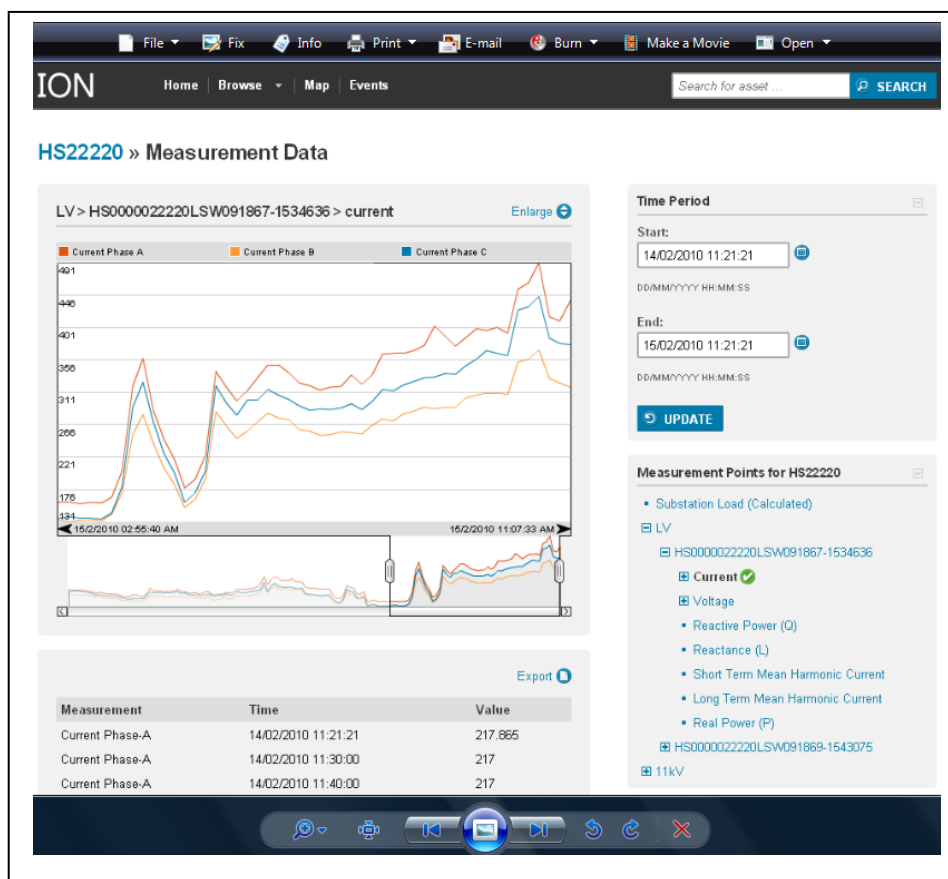 File Fix Info Print E-mail Burn Make a Movie Open
ION Home Browse Map Events Search for asset ... SEARCH
HS22220 » Measurement Data
LV > HS0000022220LSW091867-1534636 > current Enlarge
Current Phase A Current Phase B Current Phase C
491
446
401
356
311
266
221
176
131
15/2/2010 02:55:40 AM 15/2/2010 11:07:33 AM
Export
Measurement Time Value
Current Phase-A 14/02/2010 11:21:21 217.865
Current Phase-A 14/02/2010 11:30:00 217
Current Phase-A 14/02/2010 11:40:00 217
Time Period
Start:
14/02/2010 11:21:21
DD/MM/YYYY HH:MM:SS
End:
15/02/2010 11:21:21
DD/MM/YYYY HH:MM:SS
UPDATE
Measurement Points for HS22220
Substation Load (Calculated)
LV
HS0000022220LSW091867-1534636
Current
Voltage
Reactive Power (Q)
Reactance (L)
Short Term Mean Harmonic Current
Long Term Mean Harmonic Current
Real Power (P)
HS0000022220LSW091869-1543075
11kV